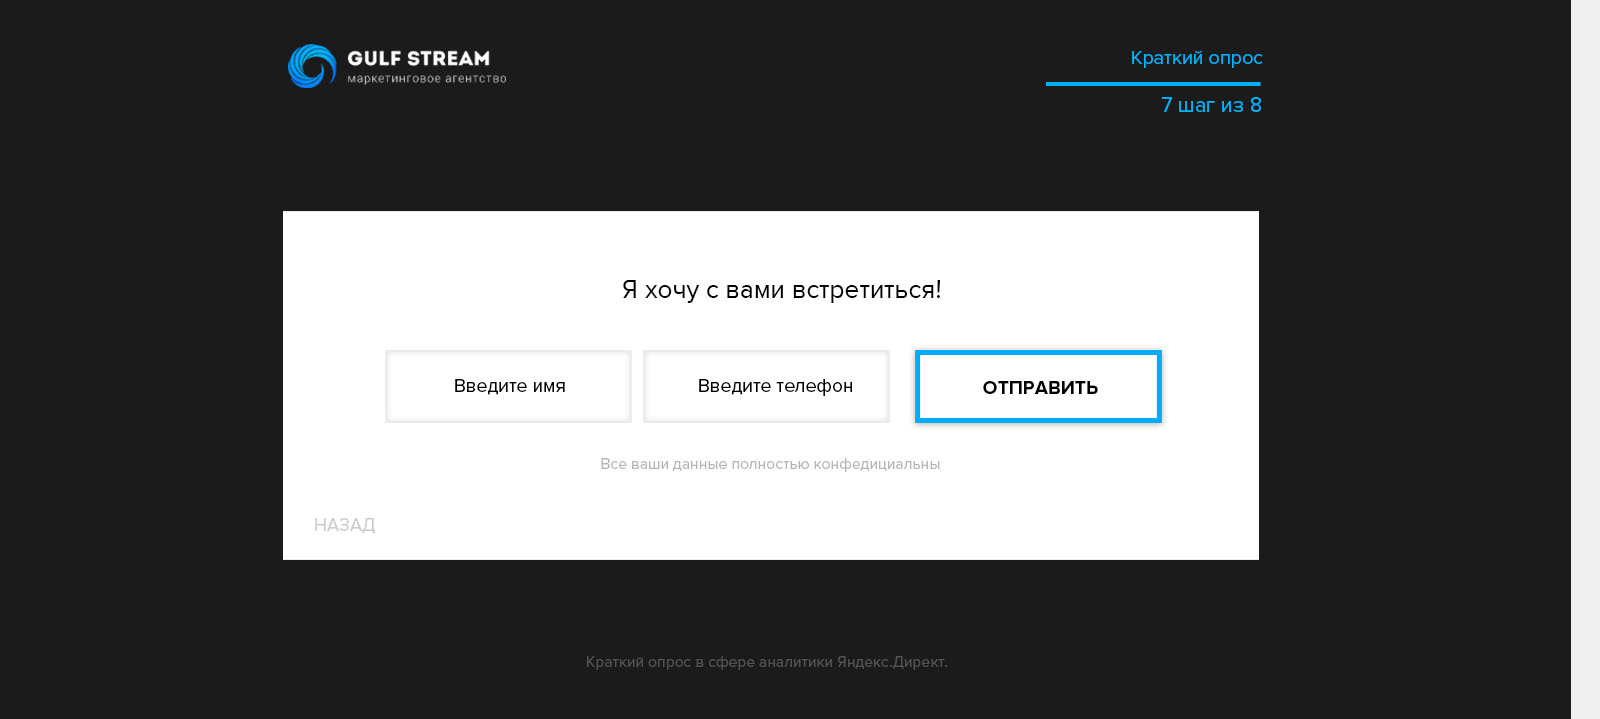 GULF STREAM
маркетинговое агентство
Краткий опрос
7 шаг из 8
Я хочу с вами встретиться!
Введите имя
Введите телефон
ОТПРАВИТЬ
Все ваши данные полностью конфедициальны
НАЗАД
Краткий опрос в сфере аналитики Яндекс.Директ.